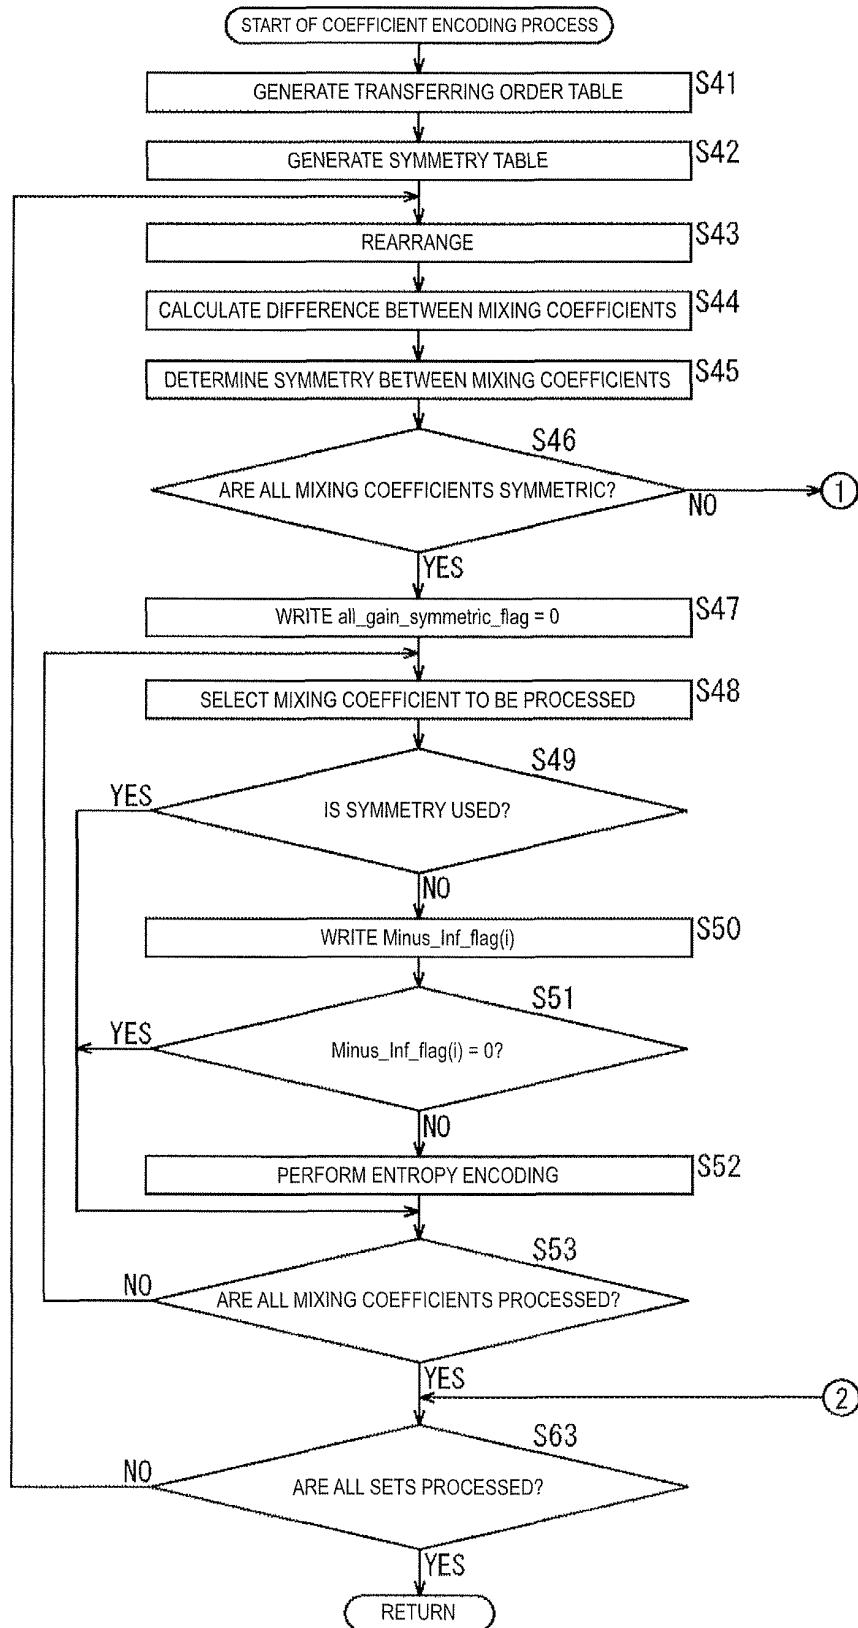 START OF COEFFICIENT ENCODING PROCESS
GENERATE TRANSFERRING ORDER TABLE
S41
GENERATE SYMMETRY TABLE
S42
REARRANGE
S43
CALCULATE DIFFERENCE BETWEEN MIXING COEFFICIENTS
S44
DETERMINE SYMMETRY BETWEEN MIXING COEFFICIENTS
S45
S46
ARE ALL MIXING COEFFICIENTS SYMMETRIC?
NO
1
YES
WRITE all_gain_symmetric_flag = 0
S47
SELECT MIXING COEFFICIENT TO BE PROCESSED
S48
S49
YES
IS SYMMETRY USED?
NO
WRITE Minus_Inf_flag(i)
S50
S51
YES
Minus_Inf_flag(i) = 0?
NO
PERFORM ENTROPY ENCODING
S52
S53
NO
ARE ALL MIXING COEFFICIENTS PROCESSED?
YES
2
S63
NO
ARE ALL SETS PROCESSED?
YES
RETURN